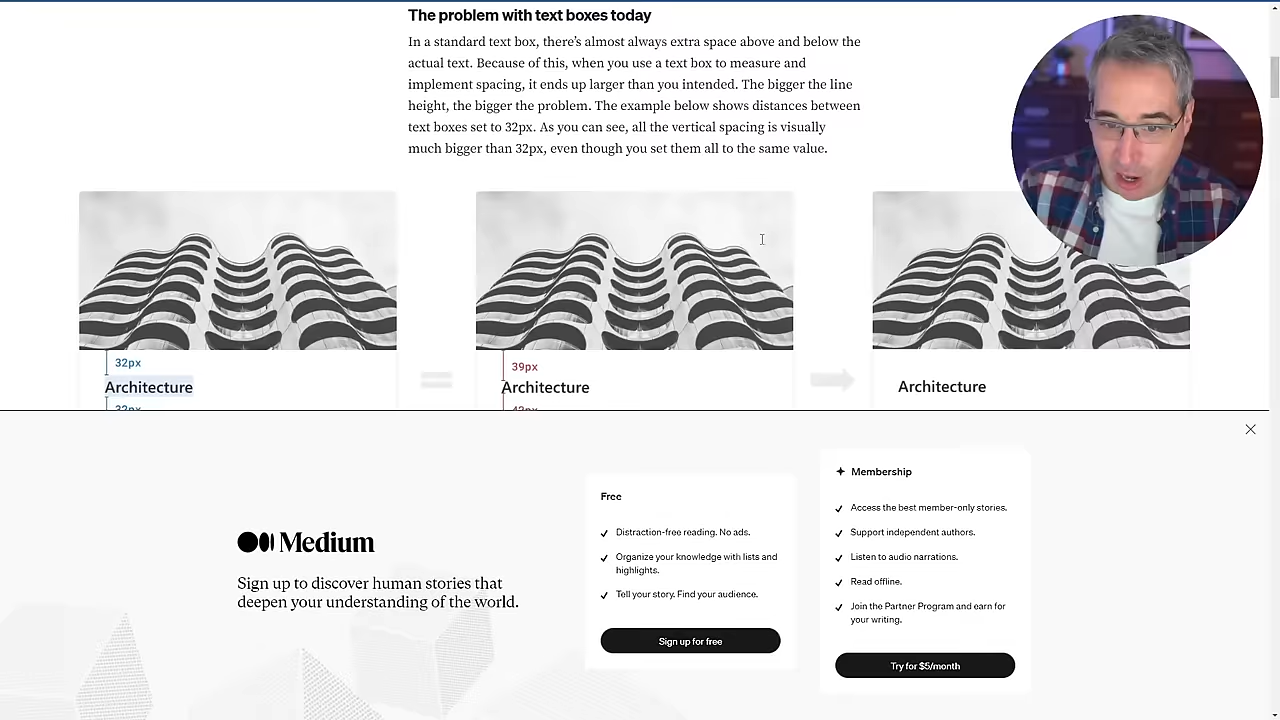 The problem with text boxes today
In a standard text box, there's almost always extra space above and below the
actual text. Because of this, when you use a text box to measure and
implement spacing, it ends up larger than you intended. The bigger the line
height, the bigger the problem. The example below shows distances between
text boxes set to 32px. As you can see, all the vertical spacing is visually
much bigger than 32px, even though you set them all to the same value.
32px
Architecture
32px
39px
Architecture
42px
Architecture
Medium
Sign up to discover human stories that
deepen your understanding of the world.
Free
Distraction-free reading. No ads.
Organize your knowledge with lists and
highlights.
Tell your story. Find your audience.
Sign up for free
Membership
Access the best member-only stories.
Support independent authors.
Listen to audio narrations.
Read offline.
Join the Partner Program and earn for
your writing.
Try for $5/month